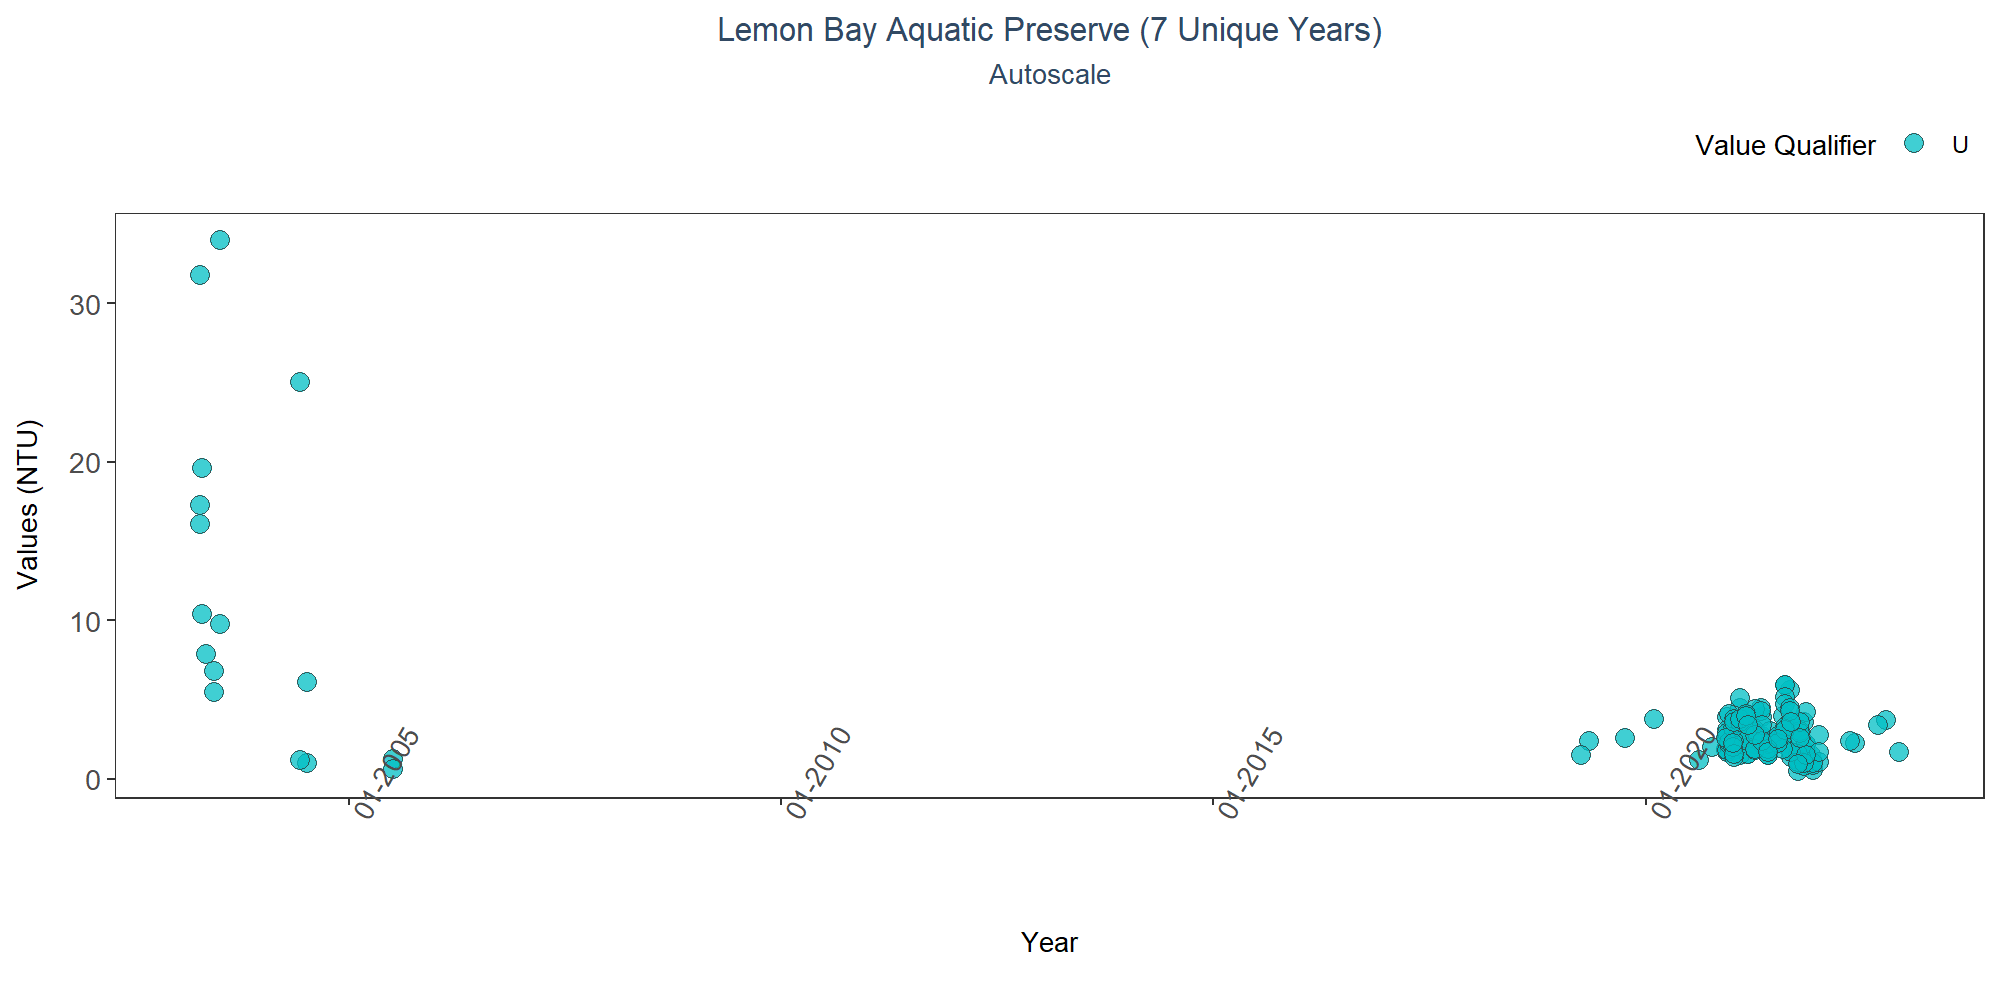 Lemon Bay Aquatic Preserve (7 Unique Years)
Autoscale
Value Qualifier U
Values (NTU)
30
20
10
0
01-2005
01-2010
01-2015
01-2020
Year